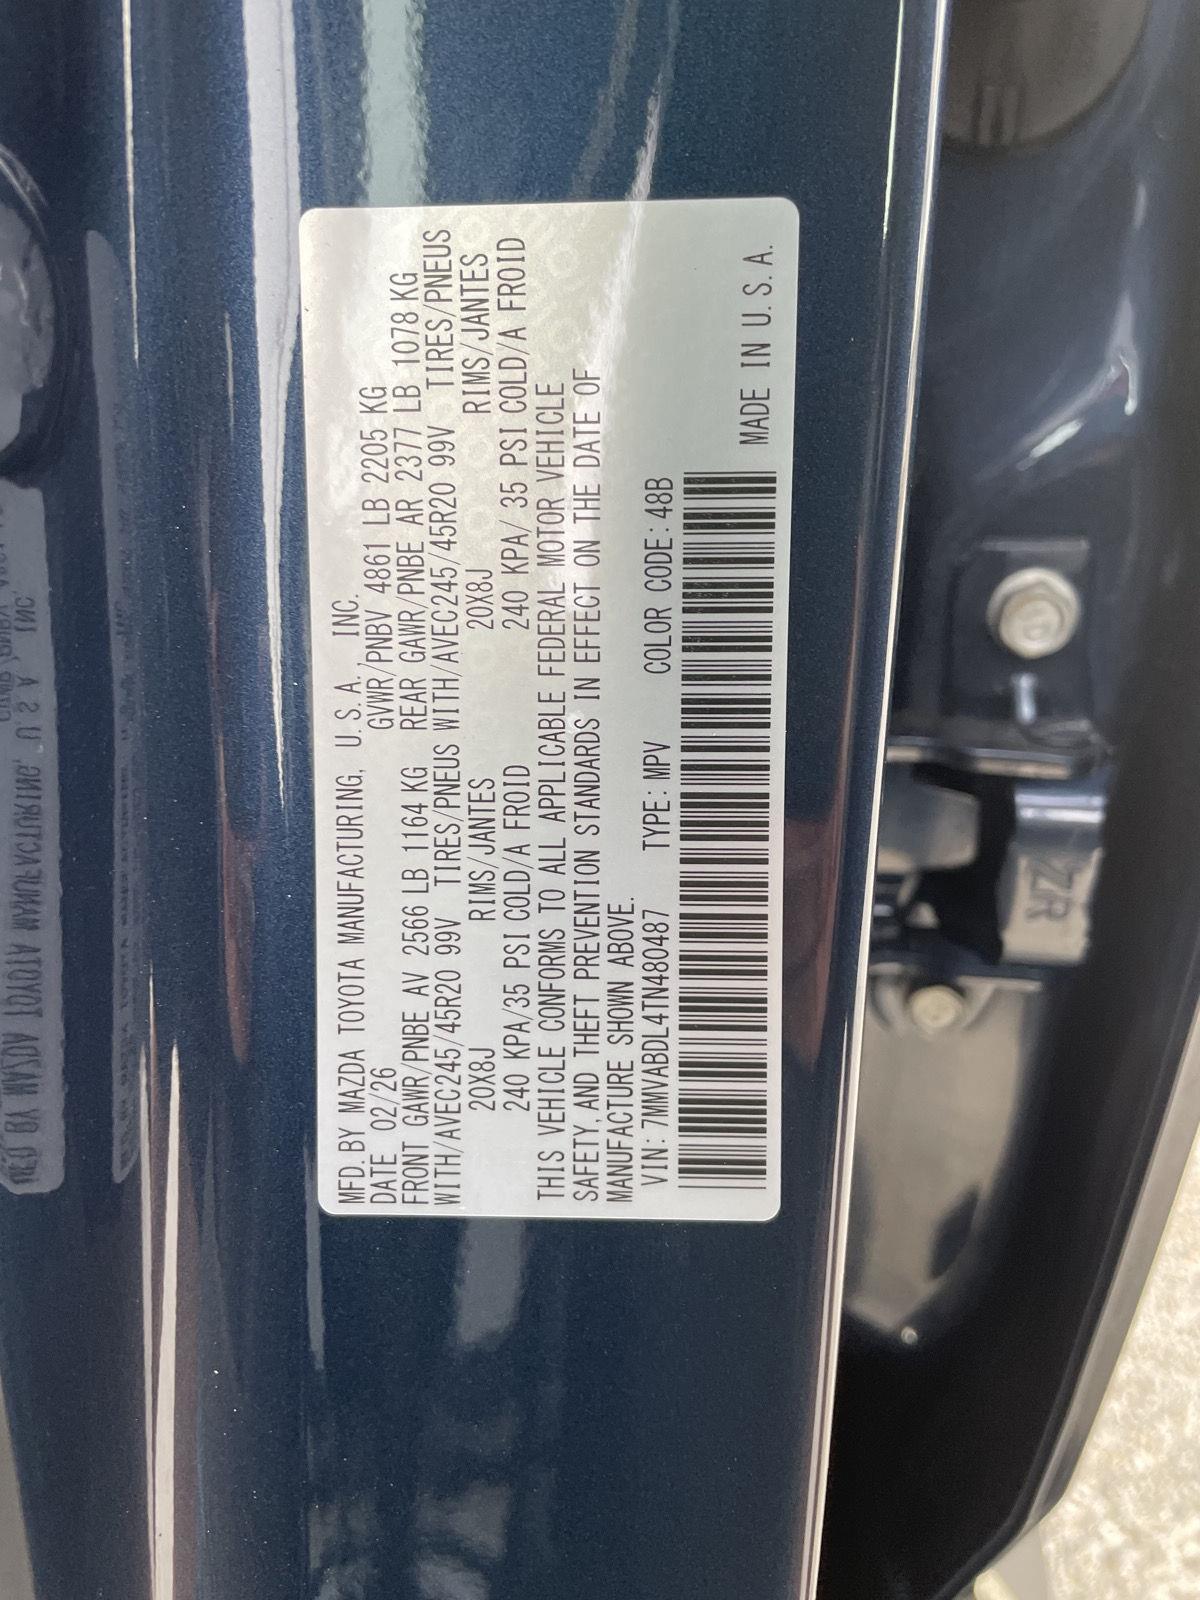 MFD. BY MAZDA TOYOTA MANUFACTURING, U. S. A. , INC.
DATE 02/26 GVWR/PNBV 4861 LB 2205 KG
FRONT GAWR/PNBE AV 2566 LB 1164 KG REAR GAWR/PNBE AR 2377 LB 1078 KG
WITH/AVEC245/45R20 99V TIRES/PNEUS WITH/AVEC245/45R20 99V TIRES/PNEUS
20X8J RIMS/JANTES 20X8J RIMS/JANTES
240 KPA/35 PSI COLD/A FROID 240 KPA/ 35 PSI COLD/A FROID
THIS VEHICLE CONFORMS TO ALL APPLICABLE FEDERAL MOTOR VEHICLE
SAFETY, AND THEFT PREVENTION STANDARDS IN EFFECT ON THE DATE OF
MANUFACTURE SHOWN ABOVE.
VIN: 7MMVABDL4TN480487 TYPE: MPV COLOR CODE: 48B
MADE IN U. S. A.
ZR